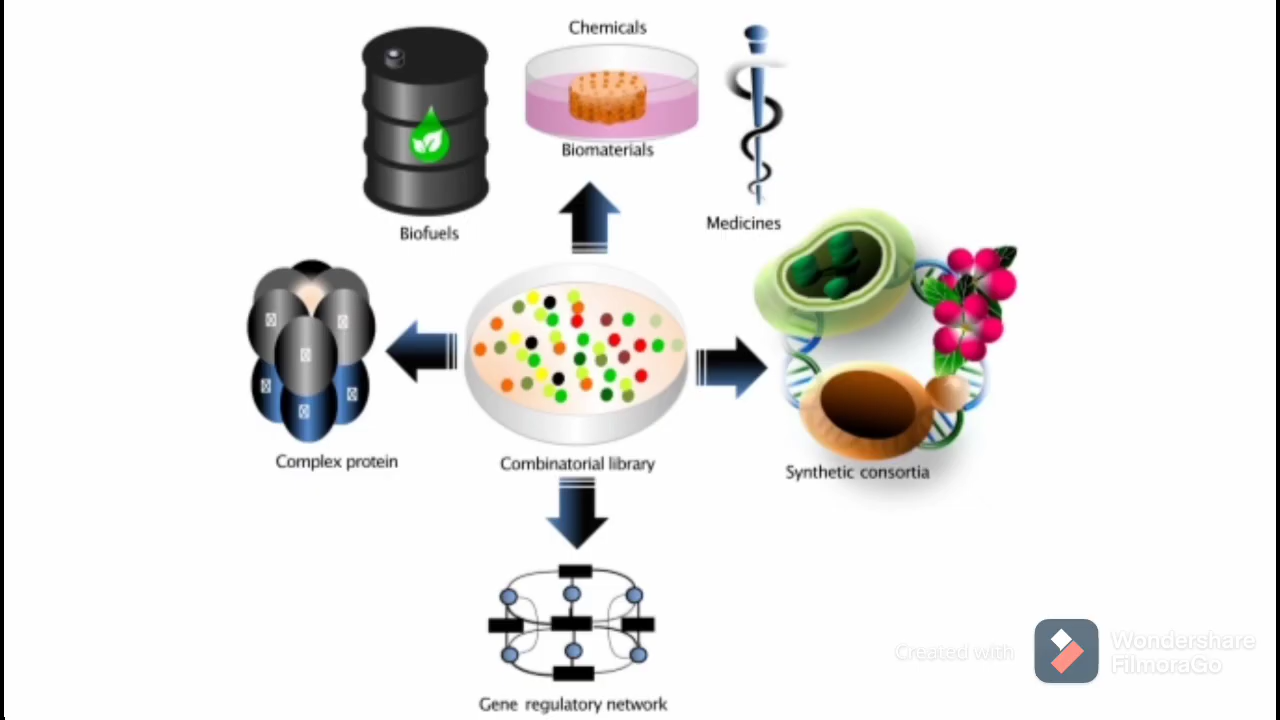 Chemicals
Biomaterials
Biofuels
Medicines
Complex protein
Combinatorial library
Synthetic consortia
Gene regulatory network
Created with
Wondershare
FilmoraGo